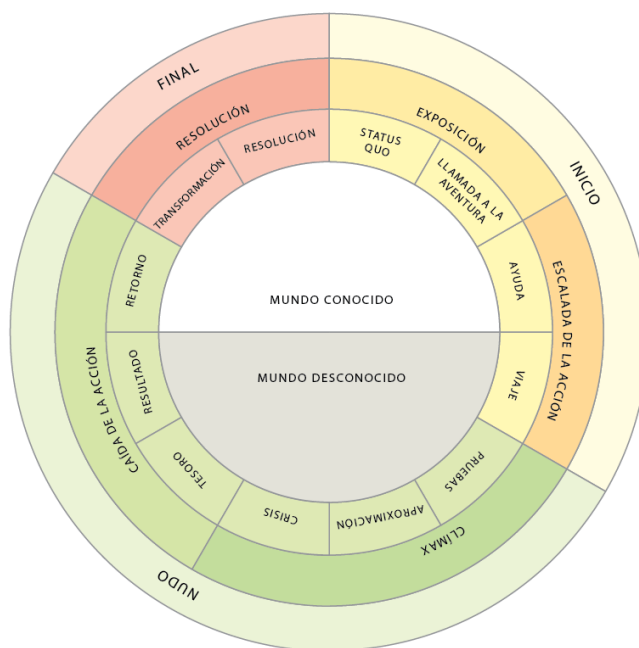 FINAL
INICIO
NUDO
RESOLUCIÓN
EXPOSICIÓN
ESCALADA DE LA ACCIÓN
CLÍMAX
CAÍDA DE LA ACCIÓN
TRANSFORMACIÓN
RESOLUCIÓN
STATUS
QUO
LLAMADA A LA
AVENTURA
AYUDA
VIAJE
PRUEBAS
APROXIMACIÓN
CRISIS
TESORO
RESULTADO
RETORNO
MUNDO CONOCIDO
MUNDO DESCONOCIDO